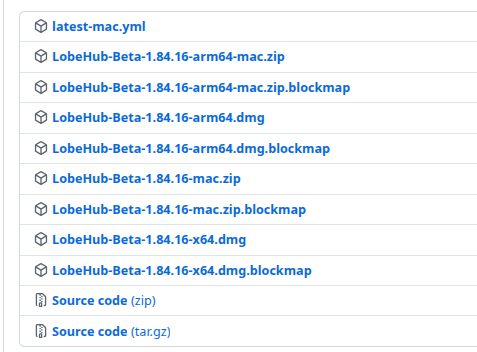 latest-mac.yml
LobeHub-Beta-1.84.16-arm64-mac.zip
LobeHub-Beta-1.84.16-arm64-mac.zip.blockmap
LobeHub-Beta-1.84.16-arm64.dmg
LobeHub-Beta-1.84.16-arm64.dmg.blockmap
LobeHub-Beta-1.84.16-mac.zip
LobeHub-Beta-1.84.16-mac.zip.blockmap
LobeHub-Beta-1.84.16-x64.dmg
LobeHub-Beta-1.84.16-x64.dmg.blockmap
Source code (zip)
Source code (tar.gz)